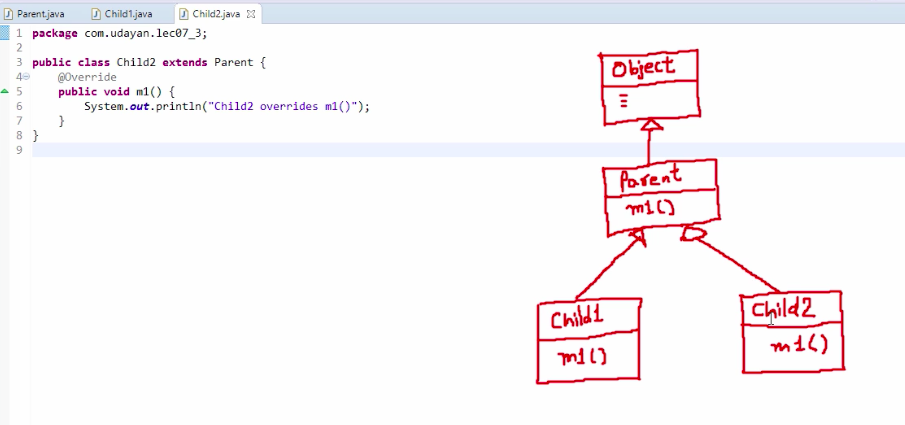 Parent.java Child1.java Child2.java
1 package com.udayan.lec07_3;
2
3 public class Child2 extends Parent {
4 @Override
5 public void m1() {
6 System.out.println("Child2 overrides m1()");
7 }
8 }
9
Object
Parent
m1()
Child1
m1()
Child2
m1()